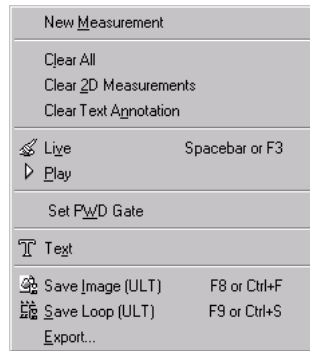 New Measurement
Clear All
Clear 2D Measurements
Clear Text Annotation
Live Spacebar or F3
Play
Set PWD Gate
Text
Save Image (ULT) F8 or Ctrl+F
Save Loop (ULT) F9 or Ctrl+S
Export...